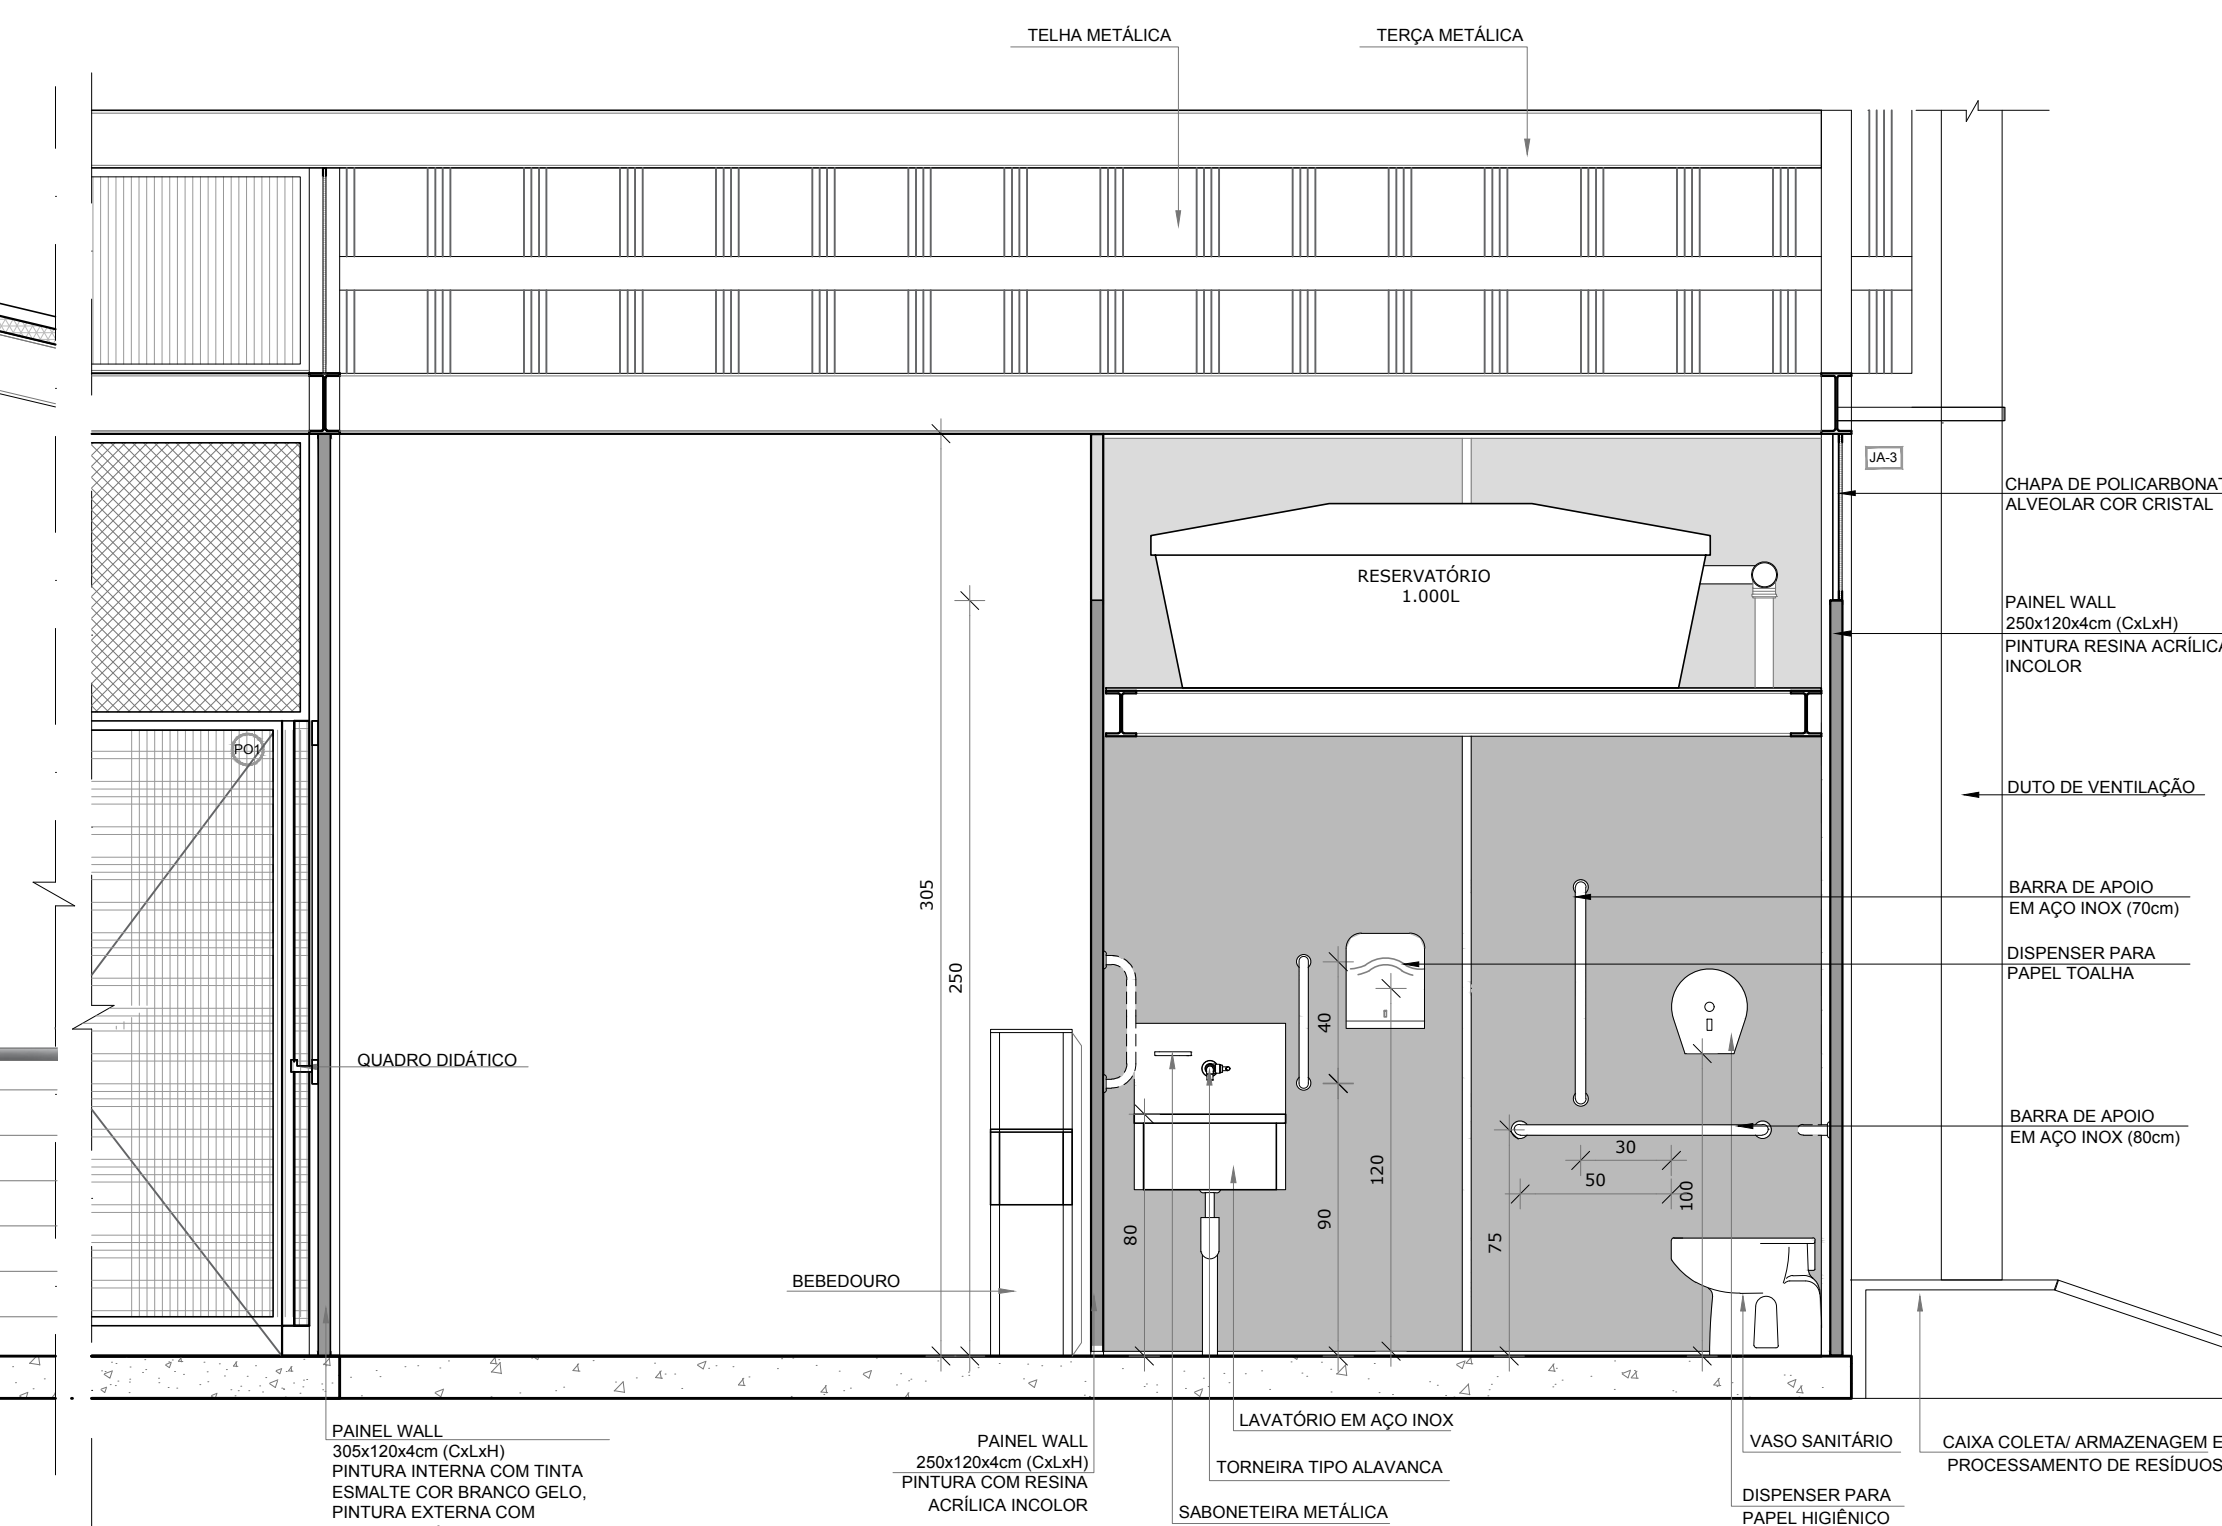 TELHA METÁLICA
TERÇA METÁLICA
JA-3
CHAPA DE POLICARBONAT
ALVEOLAR COR CRISTAL
RESERVATÓRIO
1.000L
PAINEL WALL
250x120x4cm (CxLxH)
PINTURA RESINA ACRÍLICA
INCOLOR
PO1
DUTO DE VENTILAÇÃO
305
250
BARRA DE APOIO
EM AÇO INOX (70cm)
DISPENSER PARA
PAPEL TOALHA
40
QUADRO DIDÁTICO
BARRA DE APOIO
EM AÇO INOX (80cm)
30
50
120
100
90
80
75
BEBEDOURO
PAINEL WALL
305x120x4cm (CxLxH)
PINTURA INTERNA COM TINTA
ESMALTE COR BRANCO GELO,
PINTURA EXTERNA COM
PAINEL WALL
250x120x4cm (CxLxH)
PINTURA COM RESINA
ACRÍLICA INCOLOR
LAVATÓRIO EM AÇO INOX
TORNEIRA TIPO ALAVANCA
SABONETEIRA METÁLICA
VASO SANITÁRIO
DISPENSER PARA
PAPEL HIGIÊNICO
CAIXA COLETA/ ARMAZENAGEM E
PROCESSAMENTO DE RESÍDUOS